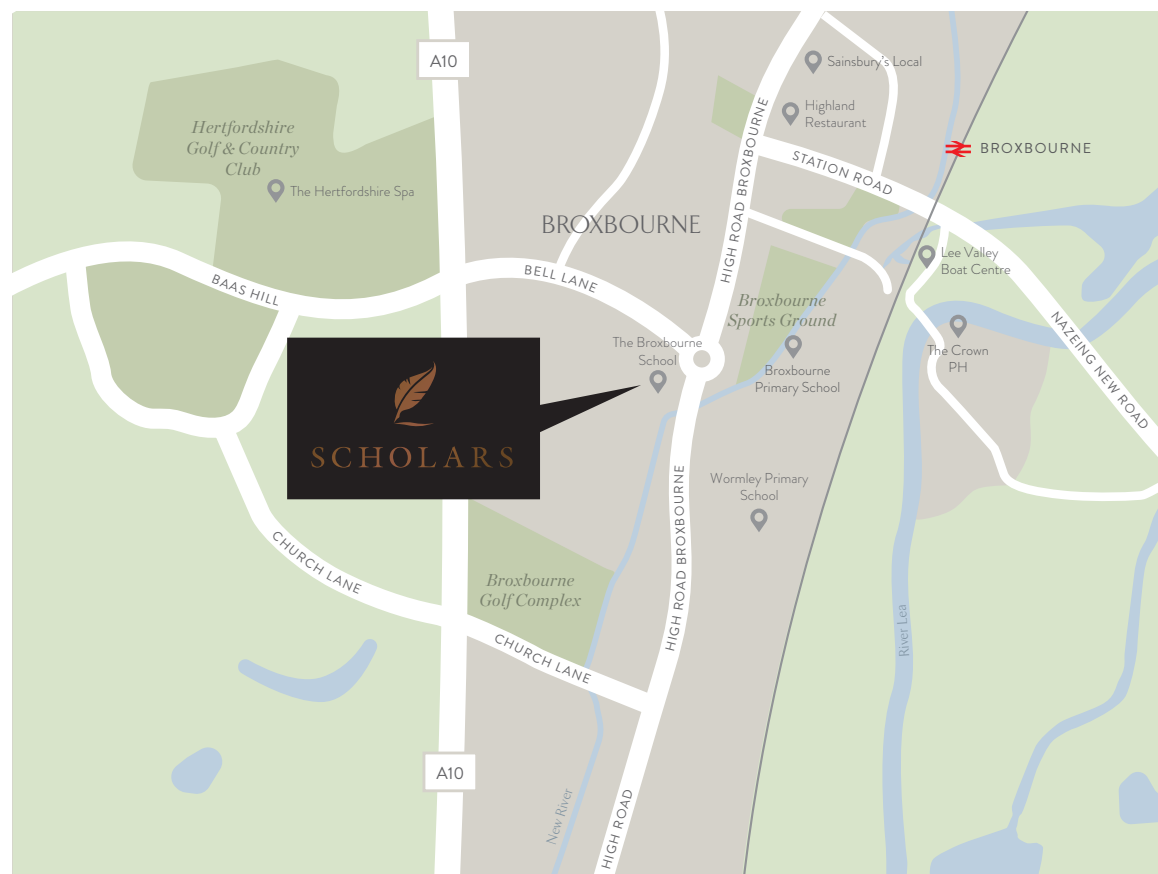 A10
Sainsbury's Local
Highland
Restaurant
Hertfordshire
Golf & Country
Club
The Hertfordshire Spa
HIGH ROAD BROXBOURNE
STATION ROAD
BROXBOURNE
BROXBOURNE
Lee Valley
Boat Centre
BAAS HILL
BELL LANE
Broxbourne
Sports Ground
The Broxbourne
School
Broxbourne
Primary School
The Crown
PH
NAZEING NEW ROAD
SCHOLARS
Wormley Primary
School
HIGH ROAD BROXBOURNE
CHURCH LANE
Broxbourne
Golf Complex
CHURCH LANE
River Lea
A10
New River
HIGH ROAD